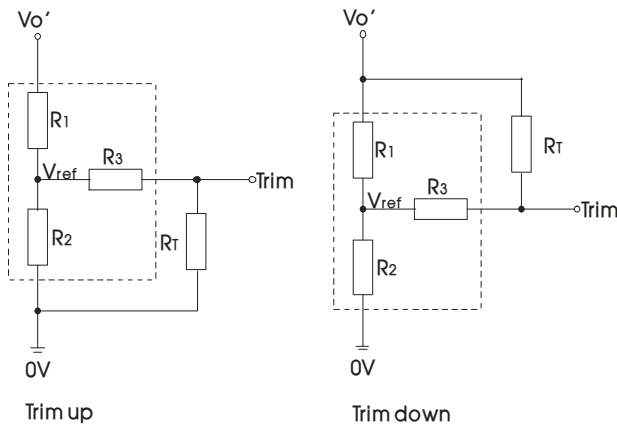 Vo'
R1
Vref
R3
Trim
R2
RT
0V
Trim up
Vo'
R1
RT
Vref
R3
Trim
R2
0V
Trim down